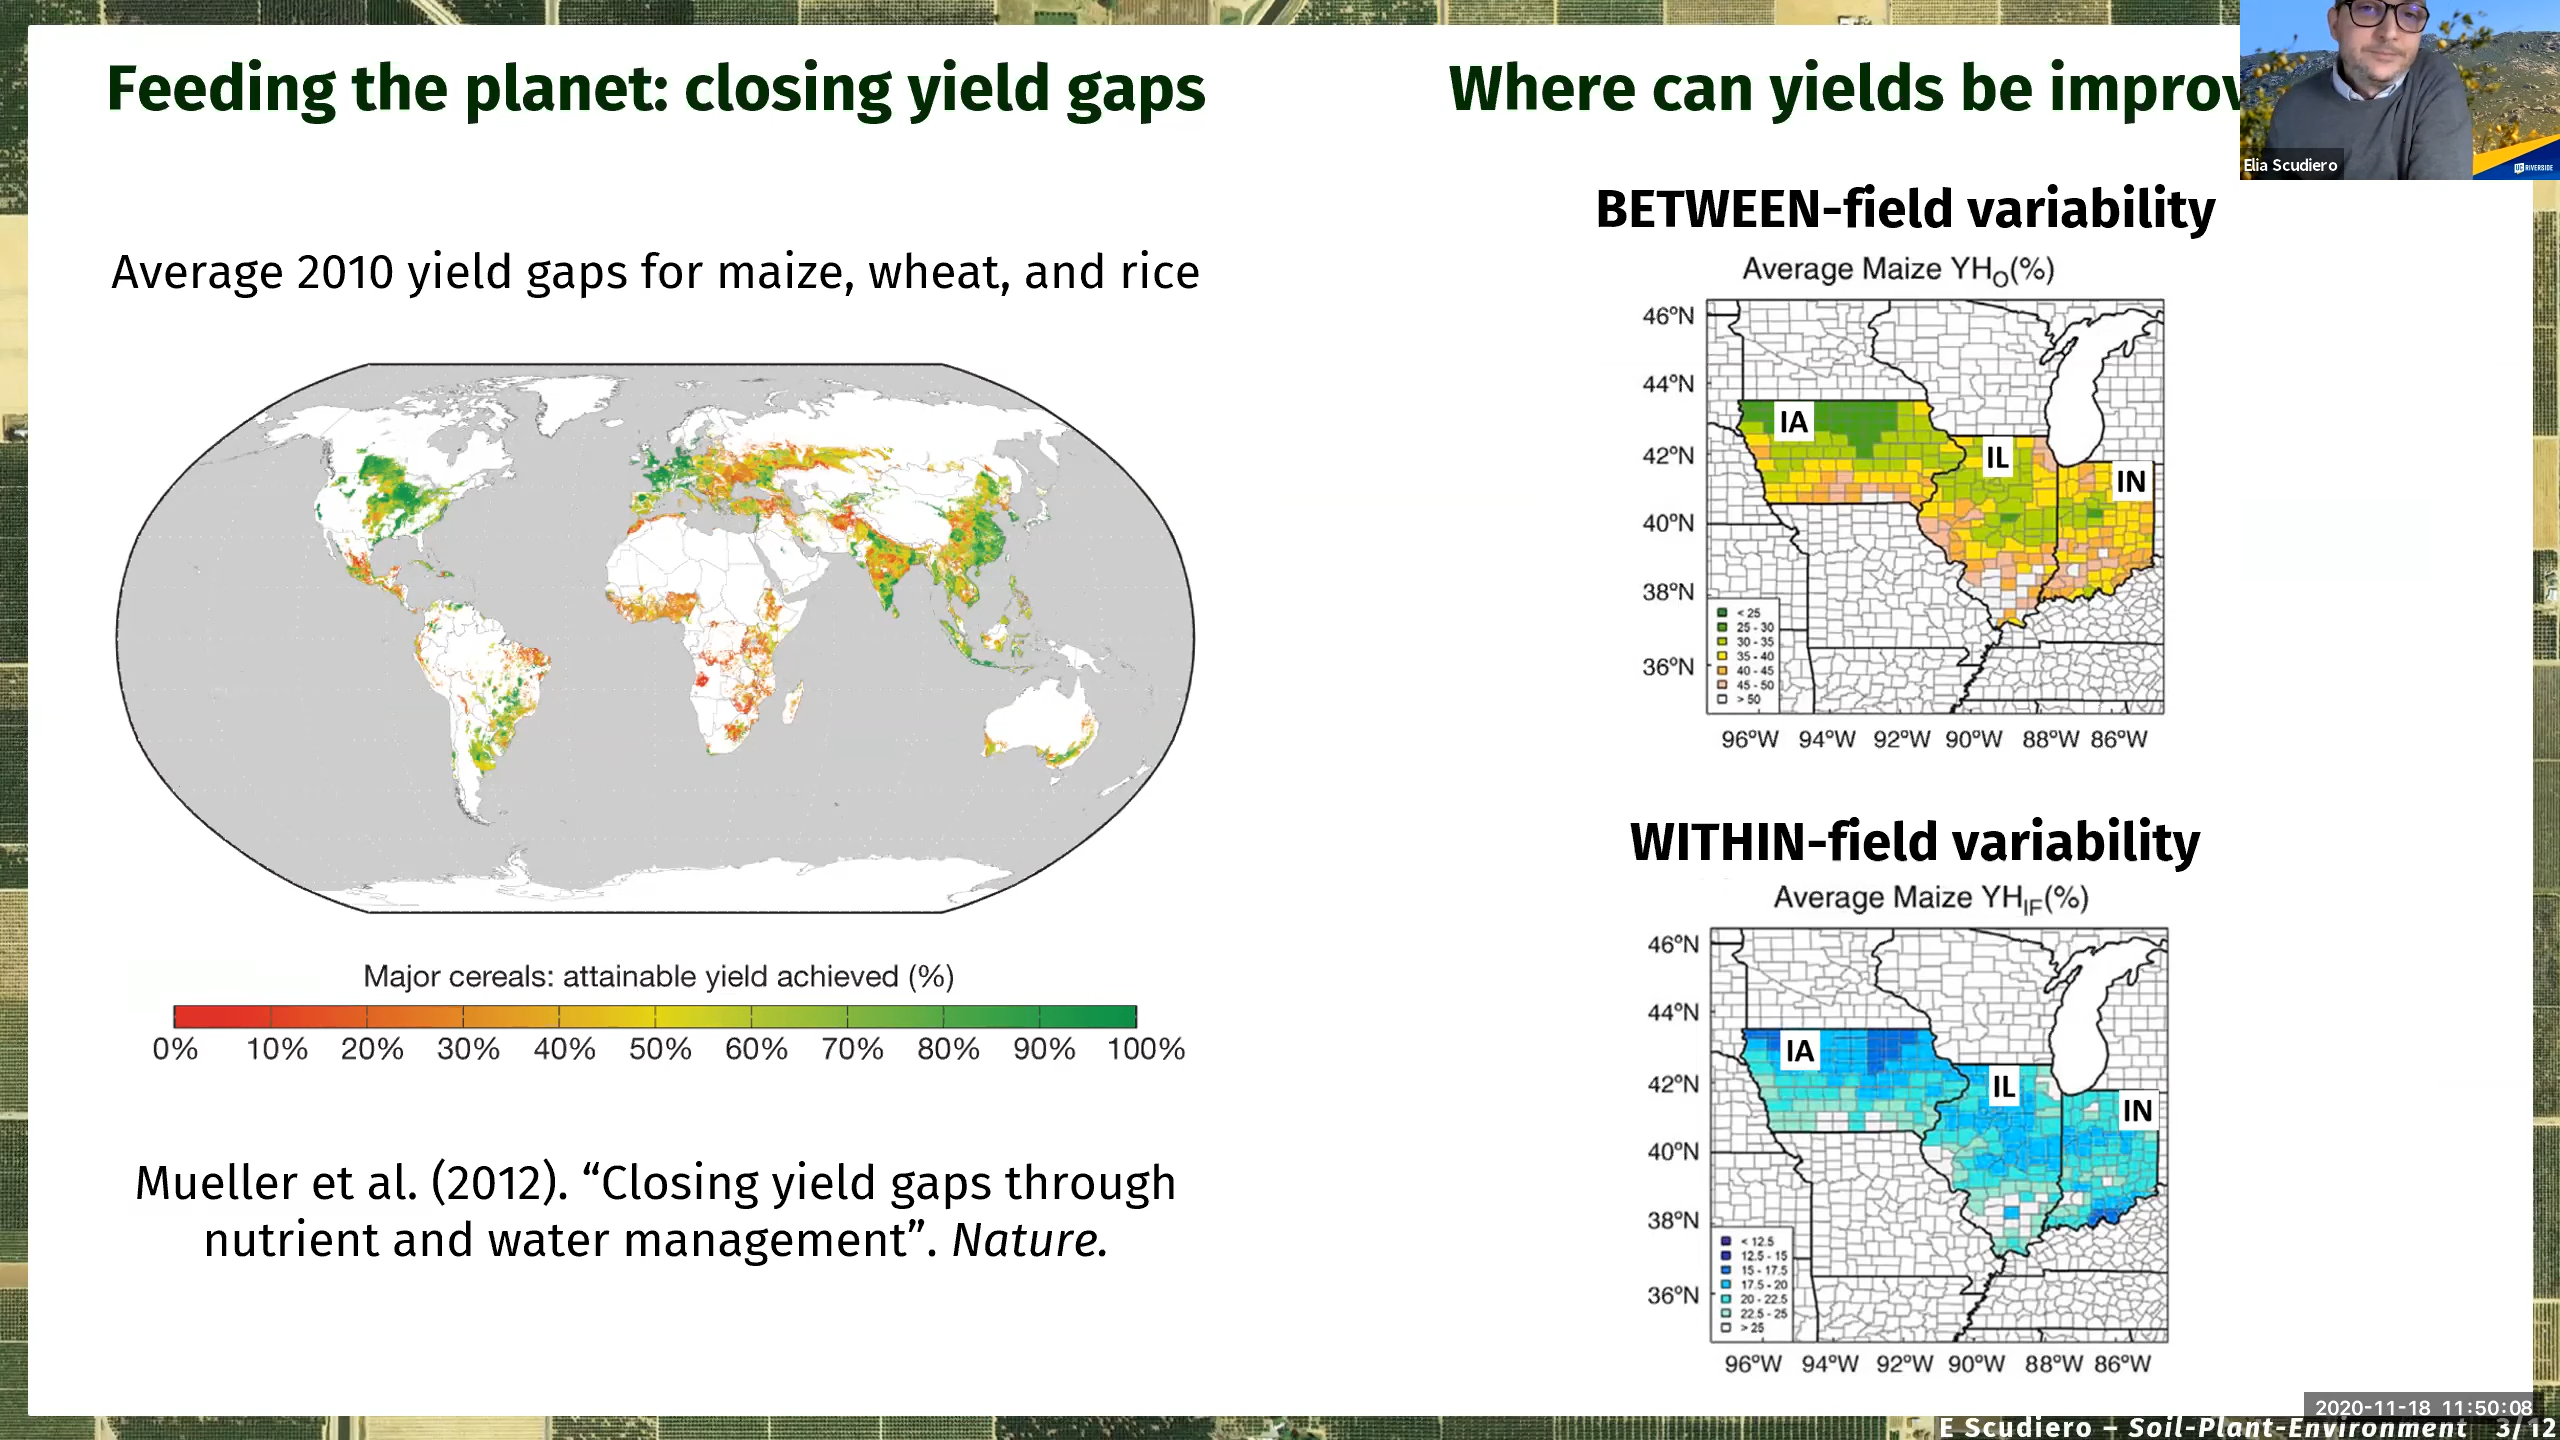 Feeding the planet: closing yield gaps
Average 2010 yield gaps for maize, wheat, and rice
Major cereals: attainable yield achieved (%)
0% 10% 20% 30% 40% 50% 60% 70% 80% 90% 100%
Mueller et al. (2012). “Closing yield gaps through
nutrient and water management”. Nature.
Where can yields be improv
Elia Scudiero
UC RIVERSIDE
BETWEEN-field variability
Average Maize YHO(%)
46°N
44°N
42°N
40°N
38°N
36°N
IA
IL
IN
< 25
25 - 30
30 - 35
35 - 40
40 - 45
45 - 50
> 50
96°W 94°W 92°W 90°W 88°W 86°W
WITHIN-field variability
Average Maize YHIF(%)
46°N
44°N
42°N
40°N
38°N
36°N
IA
IL
IN
< 12.5
12.5 - 15
15 - 17.5
17.5 - 20
20 - 22.5
22.5 - 25
> 25
96°W 94°W 92°W 90°W 88°W 86°W
2020-11-18 11:50:08
E Scudiero – Soil-Plant-Environment 3/12